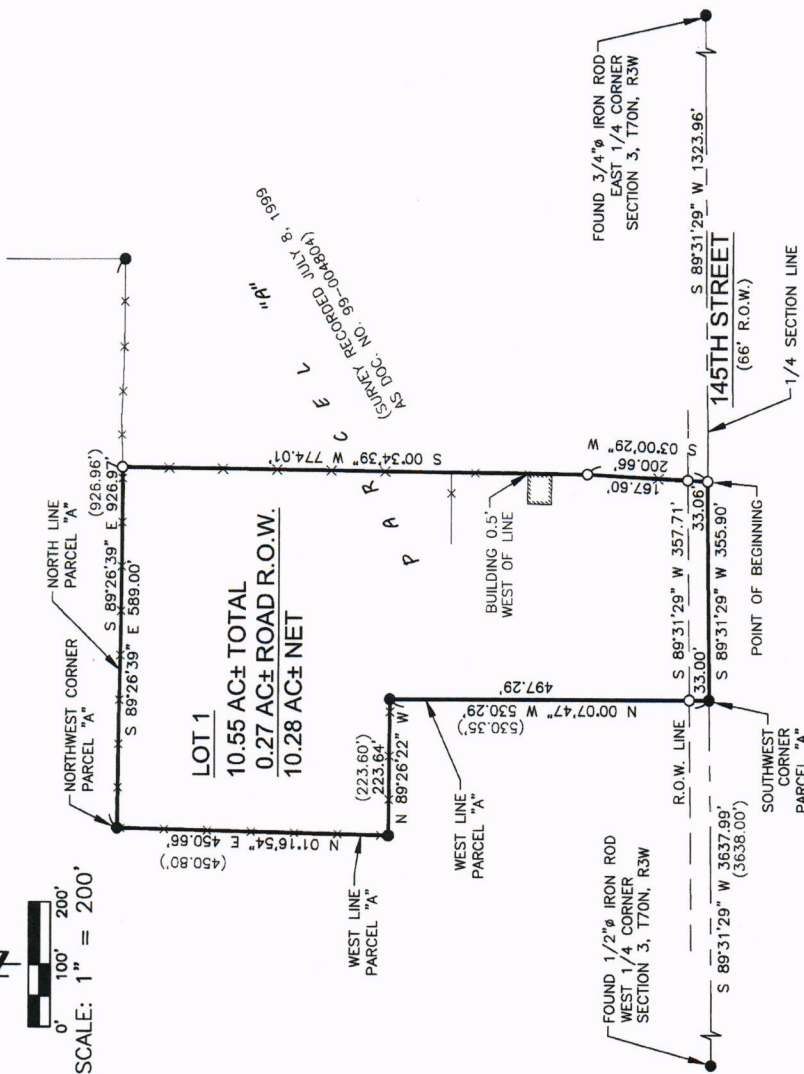 0' 100' 200'
SCALE: 1" = 200'
NORTHWEST CORNER
PARCEL "A"
NORTH LINE
PARCEL "A"
(926.96')
S 89°26'39" E 926.97'
S 89°26'39" E 589.00'
LOT 1
10.55 AC± TOTAL
0.27 AC± ROAD R.O.W.
10.28 AC± NET
(450.80')
N 01°16'54" E 450.66'
WEST LINE
PARCEL "A"
(223.60')
223.64'
N 89°26'22" W
WEST LINE
PARCEL "A"
N 00°07'47" W 530.29'
(530.35')
497.29'
S 00°34'39" W 774.01'
PARCEL "A"
(SURVEY RECORDED JULY 8, 1999
AS DOC. NO. 99-004804)
BUILDING 0.5'
WEST OF LINE
S 03°00'29" W
200.66'
167.60'
33.06'
R.O.W. LINE
33.00'
S 89°31'29" W 357.71'
S 89°31'29" W 355.90'
POINT OF BEGINNING
SOUTHWEST
CORNER
PARCEL "A"
FOUND 1/2"ø IRON ROD
WEST 1/4 CORNER
SECTION 3, T70N, R3W
S 89°31'29" W 3637.99'
(3638.00')
FOUND 3/4"ø IRON ROD
EAST 1/4 CORNER
SECTION 3, T70N, R3W
S 89°31'29" W 1323.96'
145TH STREET
(66' R.O.W.)
1/4 SECTION LINE